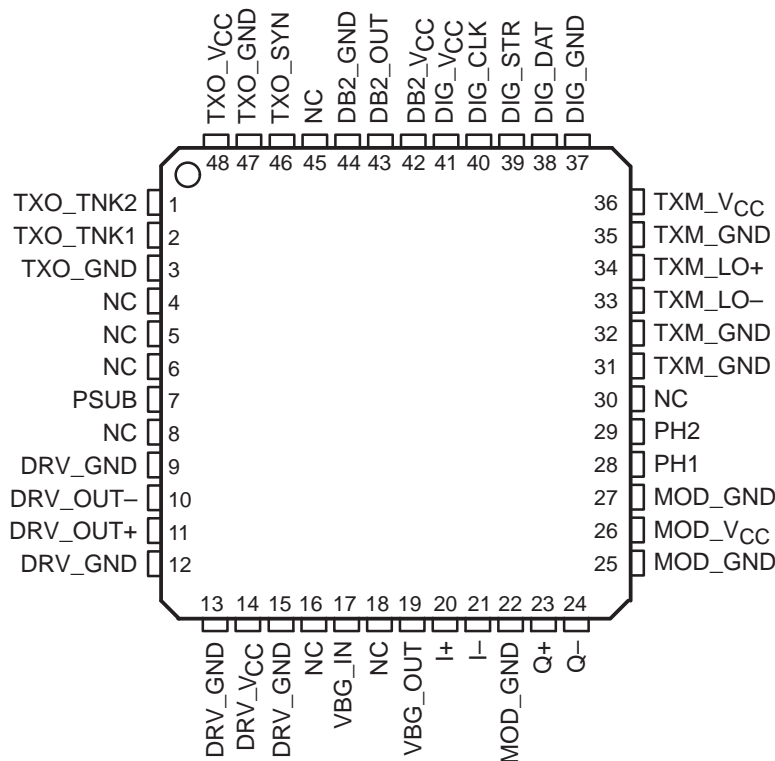 TXO_VCC
TXO_GND
TXO_SYN
NC
DB2_GND
DB2_OUT
DB2_VCC
DIG_VCC
DIG_CLK
DIG_STR
DIG_DAT
DIG_GND
48 47 46 45 44 43 42 41 40 39 38 37
TXO_TNK2 1
TXO_TNK1 2
TXO_GND 3
NC 4
NC 5
NC 6
PSUB 7
NC 8
DRV_GND 9
DRV_OUT– 10
DRV_OUT+ 11
DRV_GND 12
36 TXM_VCC
35 TXM_GND
34 TXM_LO+
33 TXM_LO–
32 TXM_GND
31 TXM_GND
30 NC
29 PH2
28 PH1
27 MOD_GND
26 MOD_VCC
25 MOD_GND
13 14 15 16 17 18 19 20 21 22 23 24
DRV_GND
DRV_VCC
DRV_GND
NC
VBG_IN
NC
VBG_OUT
I+
I–
MOD_GND
Q+
Q–